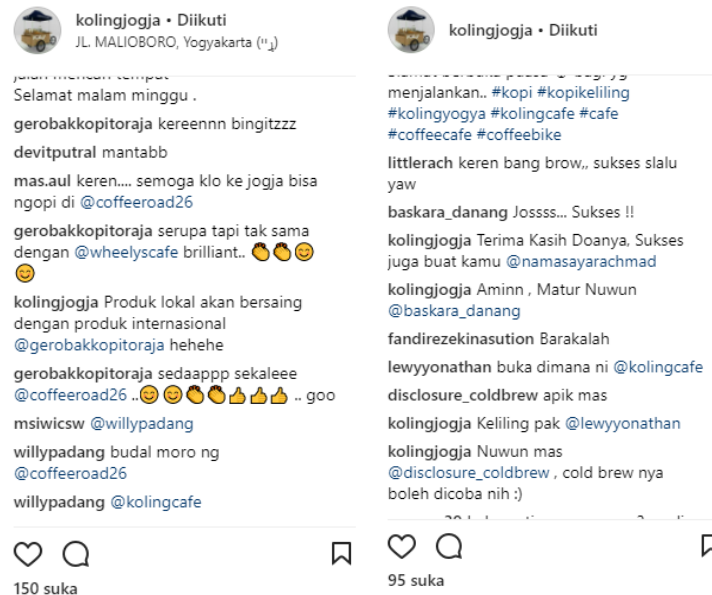 kolingjogja • Diikuti
JL. MALIOBORO, Yogyakarta
jalan mencari tempat
Selamat malam minggu .
gerobakkopitoraja kereennn bingitzzz
devitputral mantabb
mas.aul keren.... semoga klo ke jogja bisa
ngopi di @coffeeroad26
gerobakkopitoraja serupa tapi tak sama
dengan @wheelyscafe brilliant.. 👏👏😊
😊
kolingjogja Produk lokal akan bersaing
dengan produk internasional
@gerobakkopitoraja hehehe
gerobakkopitoraja sedaappp sekaleee
@coffeeroad26 ..😊😊👏👏👍👍👍 .. goo
msiwicsw @willypadang
willypadang budal moro ng
@coffeeroad26
willypadang @kolingcafe
150 suka
kolingjogja • Diikuti
menjalankan.. #kopi #kopikeliling
#kolingyogya #kolingcafe #cafe
#coffeecafe #coffeebike
littlerach keren bang brow,, sukses slalu
yaw
baskara_danang Jossss... Sukses !!
kolingjogja Terima Kasih Doanya, Sukses
juga buat kamu @namasayarachmad
kolingjogja Aminn , Matur Nuwun
@baskara_danang
fandirezekinasution Barakalah
lewyyonathan buka dimana ni @kolingcafe
disclosure_coldbrew apik mas
kolingjogja Keliling pak @lewyyonathan
kolingjogja Nuwun mas
@disclosure_coldbrew , cold brew nya
boleh dicoba nih :)
95 suka